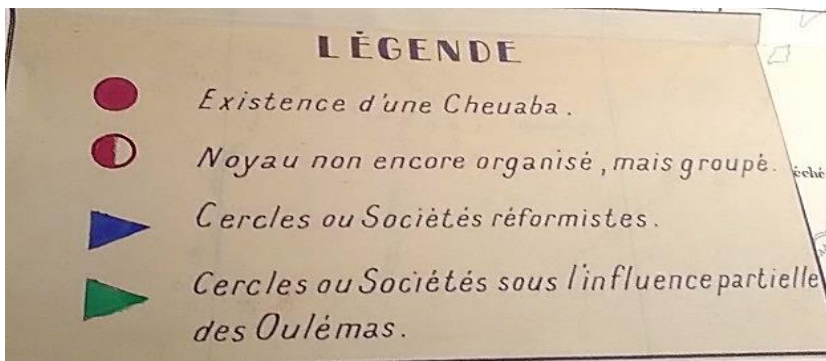 LÉGENDE
Existence d'une Cheuaba.
Noyau non encore organisé, mais groupé.
éché
Cercles ou Sociétés réformistes.
Cercles ou Sociétés sous l'influence partielle
des Oulémas.